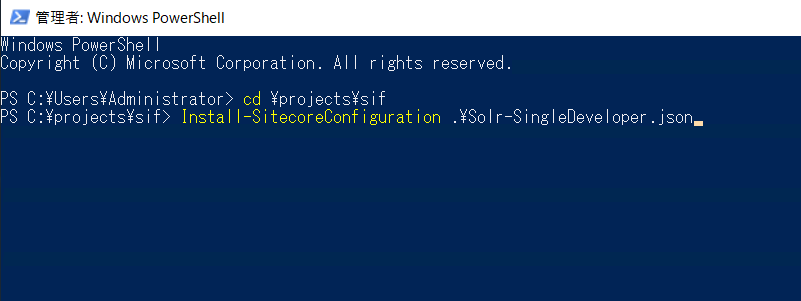 管理者: Windows PowerShell
Windows PowerShell
Copyright (C) Microsoft Corporation. All rights reserved.
PS C:¥Users¥Administrator> cd ¥projects¥sif
PS C:¥projects¥sif> Install-SitecoreConfiguration .¥Solr-SingleDeveloper.json